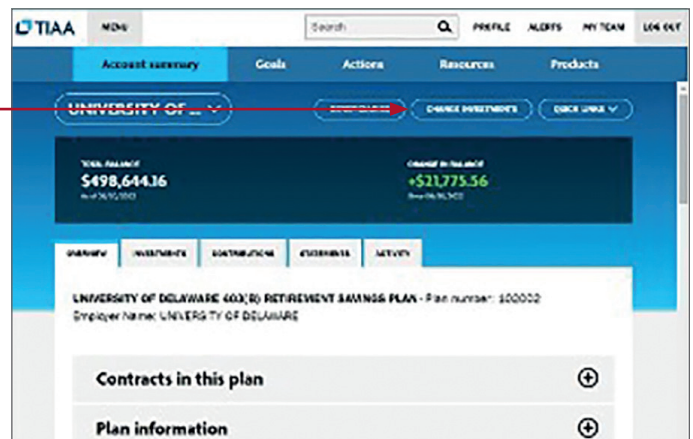 TIAA MENU Search PROFILE ALERTS MY TEAM LOG OUT
Account summary Goals Actions Resources Products
UNIVERSITY OF ... CHANGE INVESTMENTS QUICK LINKS
TOTAL BALANCE CHANGE IN BALANCE
$498,644.16 +$21,775.56
OVERVIEW INVESTMENTS CONTRIBUTIONS STATEMENTS ACTIVITY
UNIVERSITY OF DELAWARE 403(B) RETIREMENT SAVINGS PLAN - Plan number: 100002
Employer Name: UNIVERSITY OF DELAWARE
Contracts in this plan
Plan information